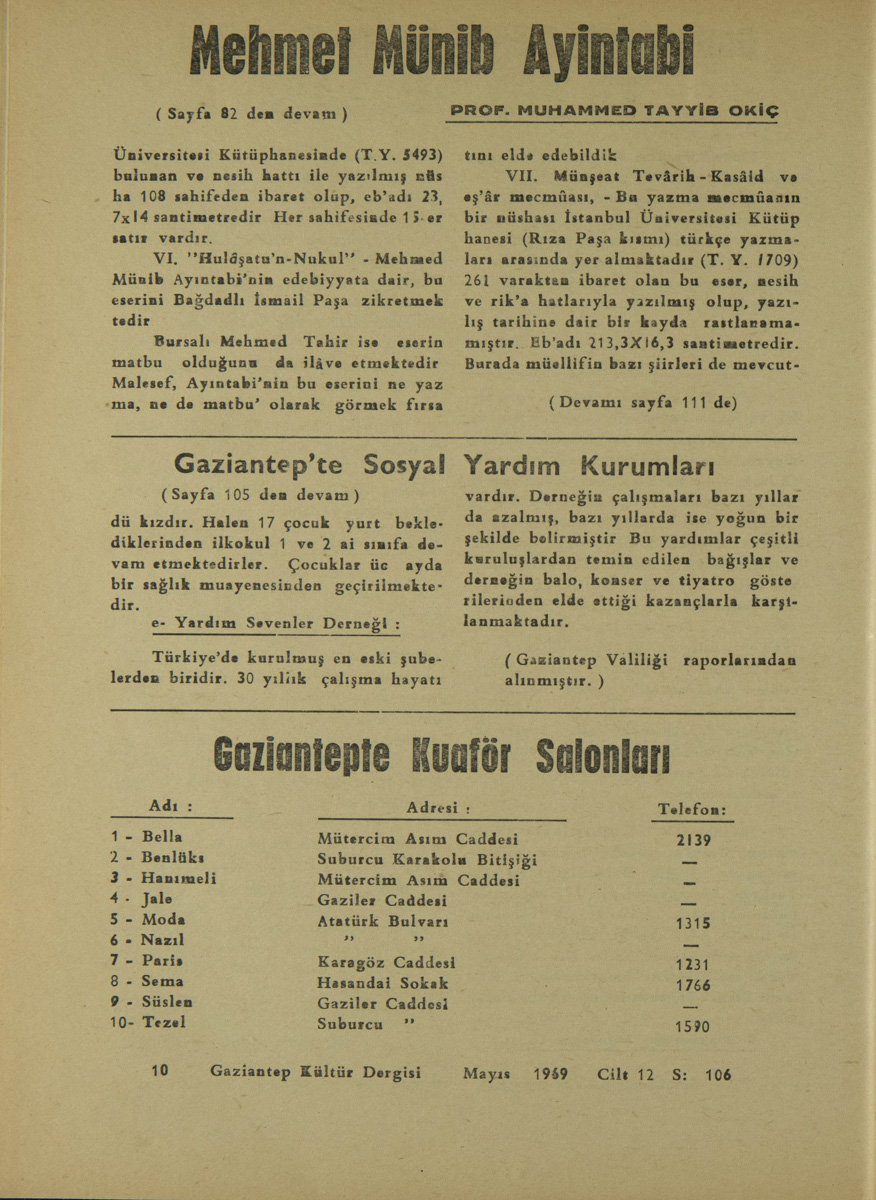 Mehmet Münib Ayintabi
( Sayfa 82 den devam )
PROF. MUHAMMED TAYYİB OKİÇ
Üniversitesi Kütüphanesinde (T.Y. 5493)
bulunan ve nesih hattı ile yazılmış nüs
ha 108 sahifeden ibaret olup, eb'adı 23,
7x14 santimetredir Her sahifesinde 15 er
satır vardır.
VI. "Hulâşatu'n-Nukul" - Mehmed
Münib Ayıntabi'nin edebiyyata dair, bu
eserini Bağdadlı İsmail Paşa zikretmek
tedir
Bursalı Mehmed Tahir ise eserin
matbu olduğunu da ilâve etmektedir
Malesef, Ayıntabi'nin bu eserini ne yaz
ma, ne de matbu' olarak görmek fırsa
tını elde edebildik
VII. Münşeat Tevârih - Kasâid ve
eş'âr mecmûası, - Bu yazma mecmûanın
bir nüshası İstanbul Üniversitesi Kütüp
hanesi (Rıza Paşa kısmı) türkçe yazma-
ları arasında yer almaktadır (T. Y. 1709)
261 varaktan ibaret olan bu eser, nesih
ve rik'a hatlarıyla yazılmış olup, yazı-
lış tarihine dair bir kayda rastlanama-
mıştır. Eb'adı 213,3X16,3 santimetredir.
Burada müellifin bazı şiirleri de mevcut-
( Devamı sayfa 111 de)
Gaziantep'te Sosyal Yardım Kurumları
( Sayfa 105 den devam )
dü kızdır. Halen 17 çocuk yurt bekle-
diklerinden ilkokul 1 ve 2 ai sınıfa de-
vam etmektedirler. Çocuklar üc ayda
bir sağlık muayenesinden geçirilmekte-
dir.
e- Yardım Sevenler Derneği :
Türkiye'de kurulmuş en eski şube-
lerden biridir. 30 yıllık çalışma hayatı
vardır. Derneğin çalışmaları bazı yıllar
da azalmış, bazı yıllarda ise yoğun bir
şekilde belirmiştir Bu yardımlar çeşitli
kuruluşlardan temin edilen bağışlar ve
derneğin balo, konser ve tiyatro göste
rilerinden elde ettiği kazançlarla karşı-
lanmaktadır.
( Gaziantep Valiliği raporlarından
alınmıştır. )
Gaziantepte Kuaför Salonları
Adı : Adresi : Telefon:
1 - Bella Mütercim Asım Caddesi 2139
2 - Benlüks Suburcu Karakolu Bitişiği —
3 - Hanımeli Mütercim Asım Caddesi —
4 - Jale Gaziler Caddesi —
5 - Moda Atatürk Bulvarı 1315
6 - Nazıl " " —
7 - Paris Karagöz Caddesi 1231
8 - Sema Hasandai Sokak 1766
9 - Süslen Gaziler Caddesi —
10- Tezel Suburcu " 1590
10 Gaziantep Kültür Dergisi Mayıs 1969 Cilt 12 S: 106